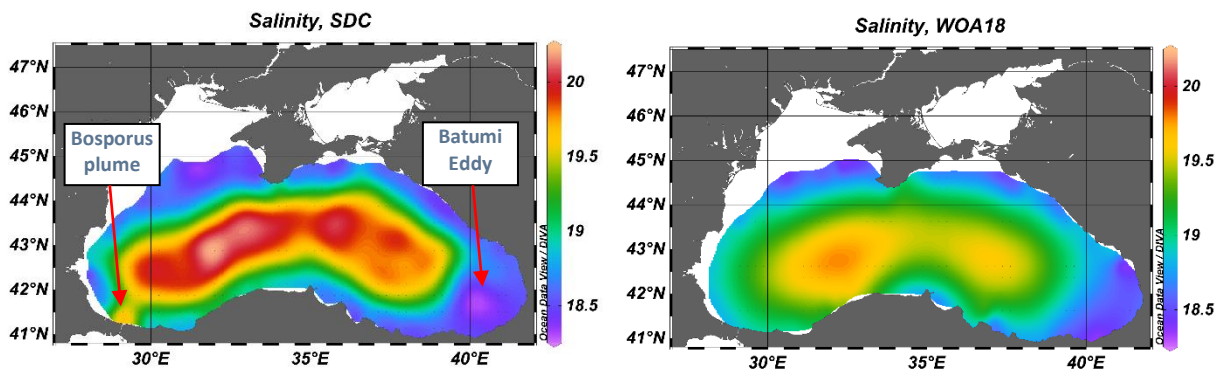 Salinity, SDC
47°N
46°N
45°N
44°N
43°N
42°N
41°N
30°E
35°E
40°E
Bosporus
plume
Batumi
Eddy
20
19.5
19
18.5
Ocean Data View / DIVA
Salinity, WOA18
47°N
46°N
45°N
44°N
43°N
42°N
41°N
30°E
35°E
40°E
20
19.5
19
18.5
Ocean Data View / DIVA